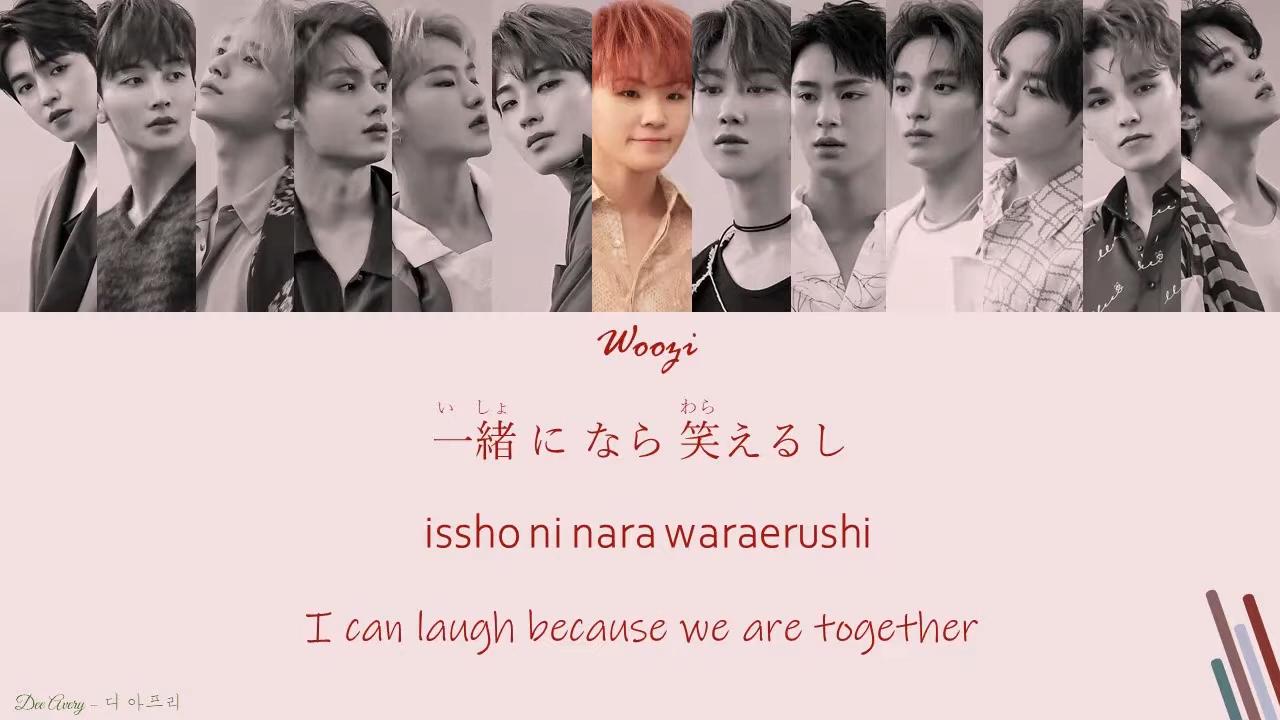 Woozi
い しょ わら
一緒 に なら 笑えるし
issho ni nara waraerushi
I can laugh because we are together
Dee Avery – 디 아프리